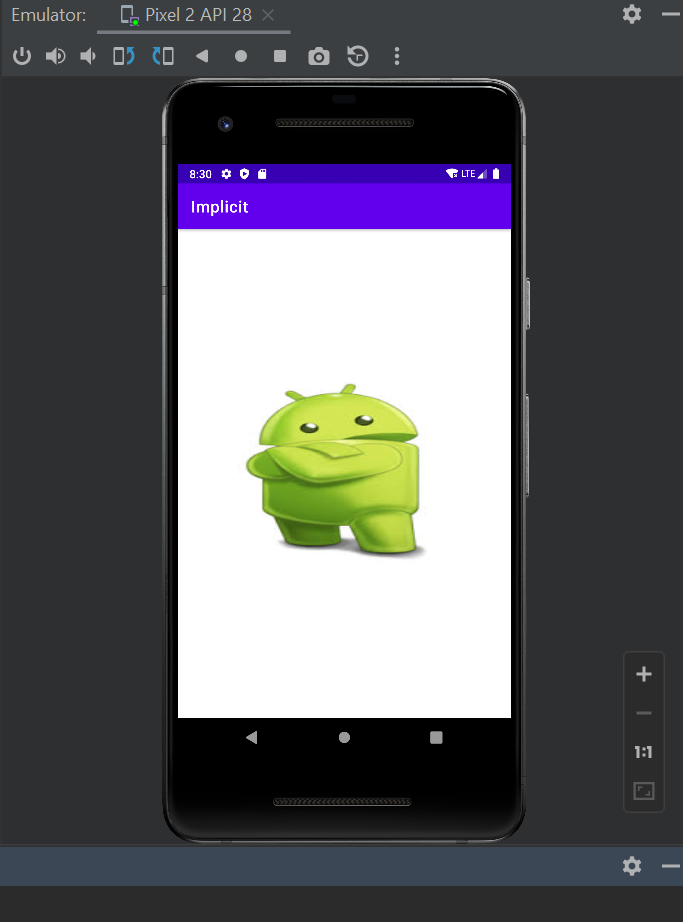 Emulator: Pixel 2 API 28
8:30 LTE
Implicit
1:1